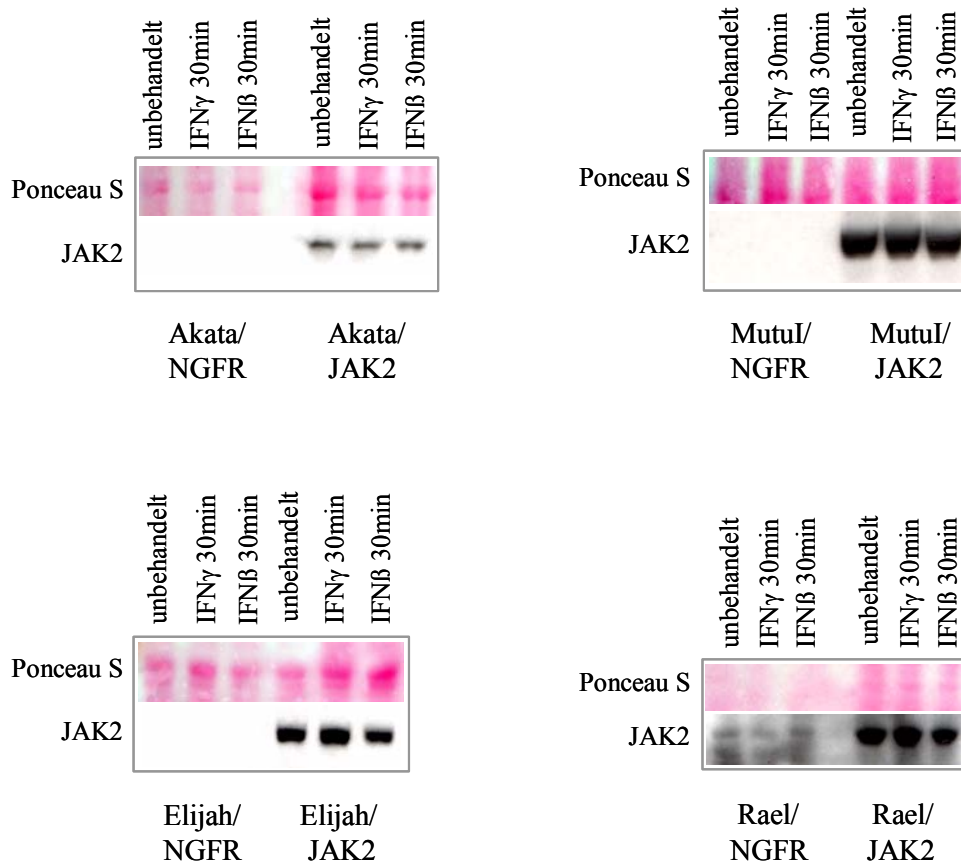 unbehandelt
IFNγ 30min
IFNß 30min
unbehandelt
IFNγ 30min
IFNß 30min
Ponceau S
JAK2
Akata/
NGFR
Akata/
JAK2
unbehandelt
IFNγ 30min
IFNß 30min
unbehandelt
IFNγ 30min
IFNß 30min
Ponceau S
JAK2
MutuI/
NGFR
MutuI/
JAK2
unbehandelt
IFNγ 30min
IFNß 30min
unbehandelt
IFNγ 30min
IFNß 30min
Ponceau S
JAK2
Elijah/
NGFR
Elijah/
JAK2
unbehandelt
IFNγ 30min
IFNß 30min
unbehandelt
IFNγ 30min
IFNß 30min
Ponceau S
JAK2
Rael/
NGFR
Rael/
JAK2